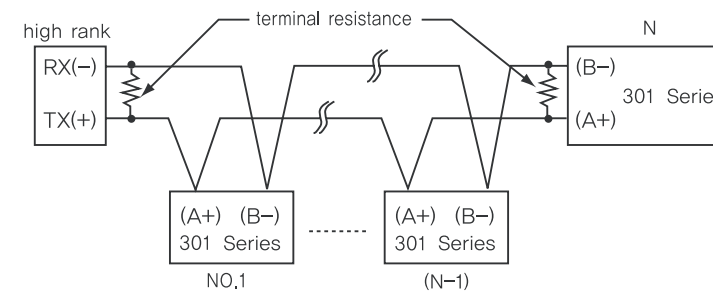 terminal resistance
high rank
N
RX(−)
(B−)
301 Serie
TX(+)
(A+)
(A+) (B−)
301 Series
(A+) (B−)
301 Series
NO,1
(N−1)